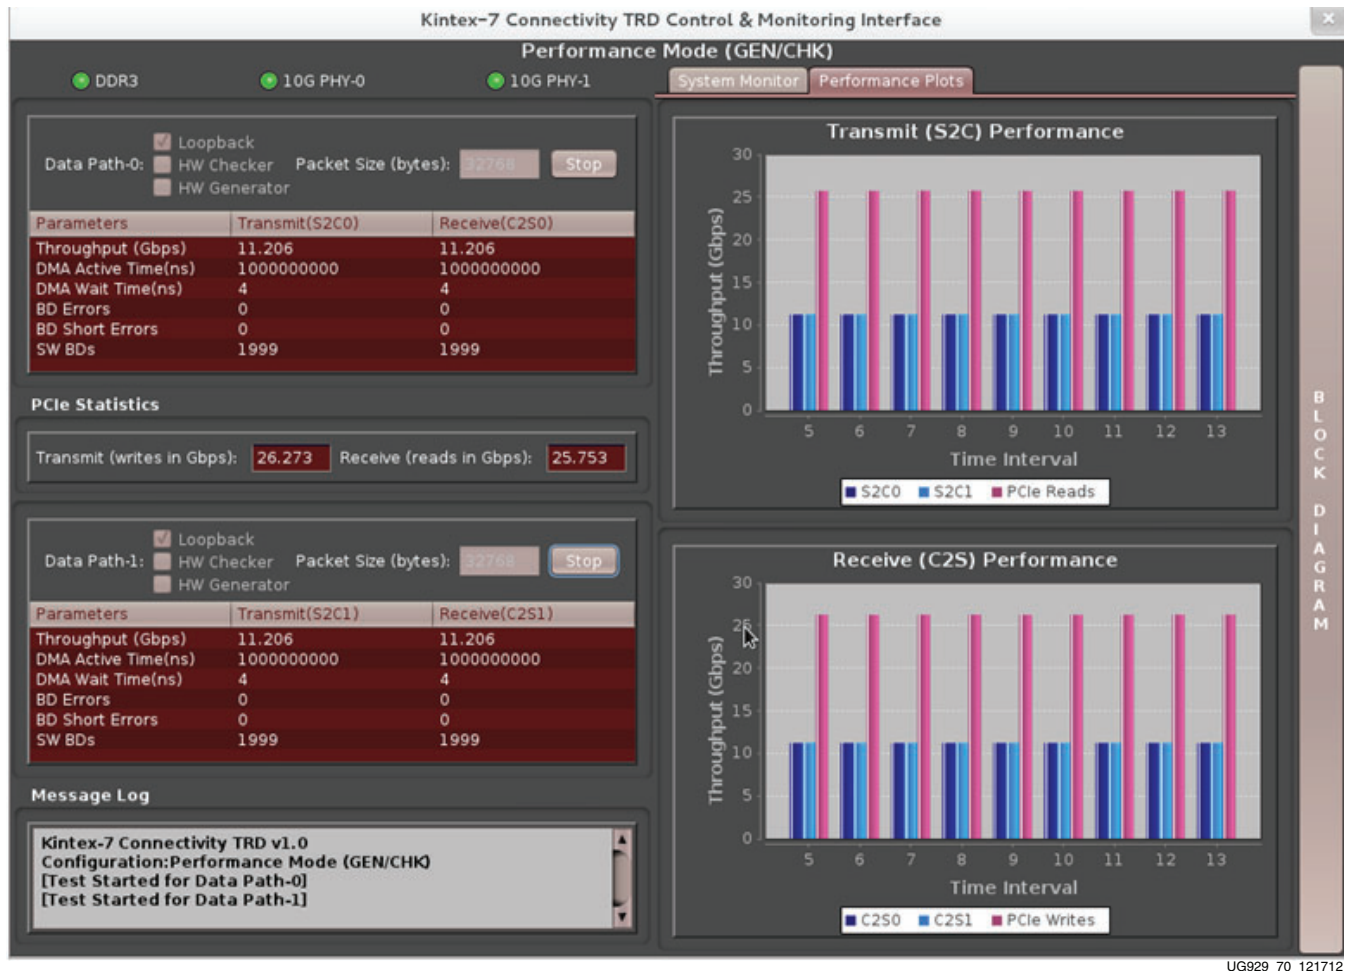 Kintex-7 Connectivity TRD Control & Monitoring Interface
Performance Mode (GEN/CHK)
DDR3 10G PHY-0 10G PHY-1
System Monitor Performance Plots
Loopback
Data Path-0: HW Checker Packet Size (bytes): 32768 Stop
HW Generator
Parameters Transmit(S2C0) Receive(C2S0)
Throughput (Gbps) 11.206 11.206
DMA Active Time(ns) 1000000000 1000000000
DMA Wait Time(ns) 4 4
BD Errors 0 0
BD Short Errors 0 0
SW BDs 1999 1999
PCIe Statistics
Transmit (writes in Gbps): 26.273 Receive (reads in Gbps): 25.753
Loopback
Data Path-1: HW Checker Packet Size (bytes): 32768 Stop
HW Generator
Parameters Transmit(S2C1) Receive(C2S1)
Throughput (Gbps) 11.206 11.206
DMA Active Time(ns) 1000000000 1000000000
DMA Wait Time(ns) 4 4
BD Errors 0 0
BD Short Errors 0 0
SW BDs 1999 1999
Message Log
Kintex-7 Connectivity TRD v1.0
Configuration:Performance Mode (GEN/CHK)
[Test Started for Data Path-0]
[Test Started for Data Path-1]
Transmit (S2C) Performance
Throughput (Gbps)
30
25
20
15
10
5
0
5 6 7 8 9 10 11 12 13
Time Interval
S2C0 S2C1 PCIe Reads
Receive (C2S) Performance
Throughput (Gbps)
30
25
20
15
10
5
0
5 6 7 8 9 10 11 12 13
Time Interval
C2S0 C2S1 PCIe Writes
BLOCK DIAGRAM
UG929_70_121712